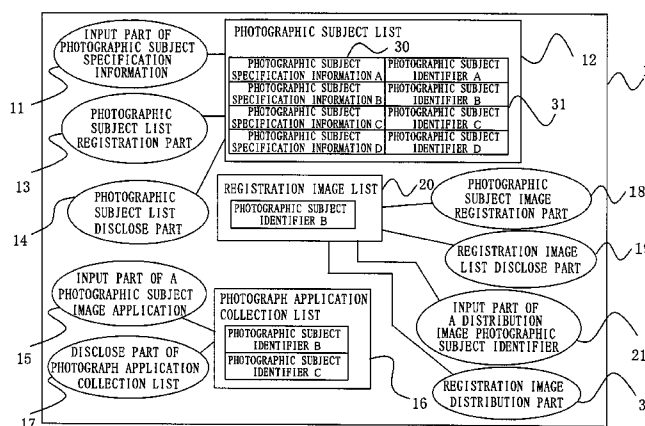 INPUT PART OF
PHOTOGRAPHIC SUBJECT
SPECIFICATION
INFORMATION
11
PHOTOGRAPHIC
SUBJECT LIST
REGISTRATION PART
13
PHOTOGRAPHIC
SUBJECT LIST
DISCLOSE PART
14
PHOTOGRAPHIC SUBJECT LIST
30
12
PHOTOGRAPHIC SUBJECT
SPECIFICATION INFORMATION A
PHOTOGRAPHIC SUBJECT
IDENTIFIER A
PHOTOGRAPHIC SUBJECT
SPECIFICATION INFORMATION B
PHOTOGRAPHIC SUBJECT
IDENTIFIER B
PHOTOGRAPHIC SUBJECT
SPECIFICATION INFORMATION C
PHOTOGRAPHIC SUBJECT
IDENTIFIER C
PHOTOGRAPHIC SUBJECT
SPECIFICATION INFORMATION D
PHOTOGRAPHIC SUBJECT
IDENTIFIER D
31
REGISTRATION IMAGE LIST
20
PHOTOGRAPHIC SUBJECT
IDENTIFIER B
PHOTOGRAPHIC
SUBJECT IMAGE
REGISTRATION PART
18
REGISTRATION IMAGE
LIST DISCLOSE PART
INPUT PART OF A
PHOTOGRAPHIC SUBJECT
IMAGE APPLICATION
15
DISCLOSE PART OF
PHOTOGRAPH APPLICATION
COLLECTION LIST
17
PHOTOGRAPH APPLICATION
COLLECTION LIST
PHOTOGRAPHIC SUBJECT
IDENTIFIER B
PHOTOGRAPHIC SUBJECT
IDENTIFIER C
16
INPUT PART OF
A DISTRIBUTION
IMAGE PHOTOGRAPHIC
SUBJECT IDENTIFIER
21
REGISTRATION IMAGE
DISTRIBUTION PART